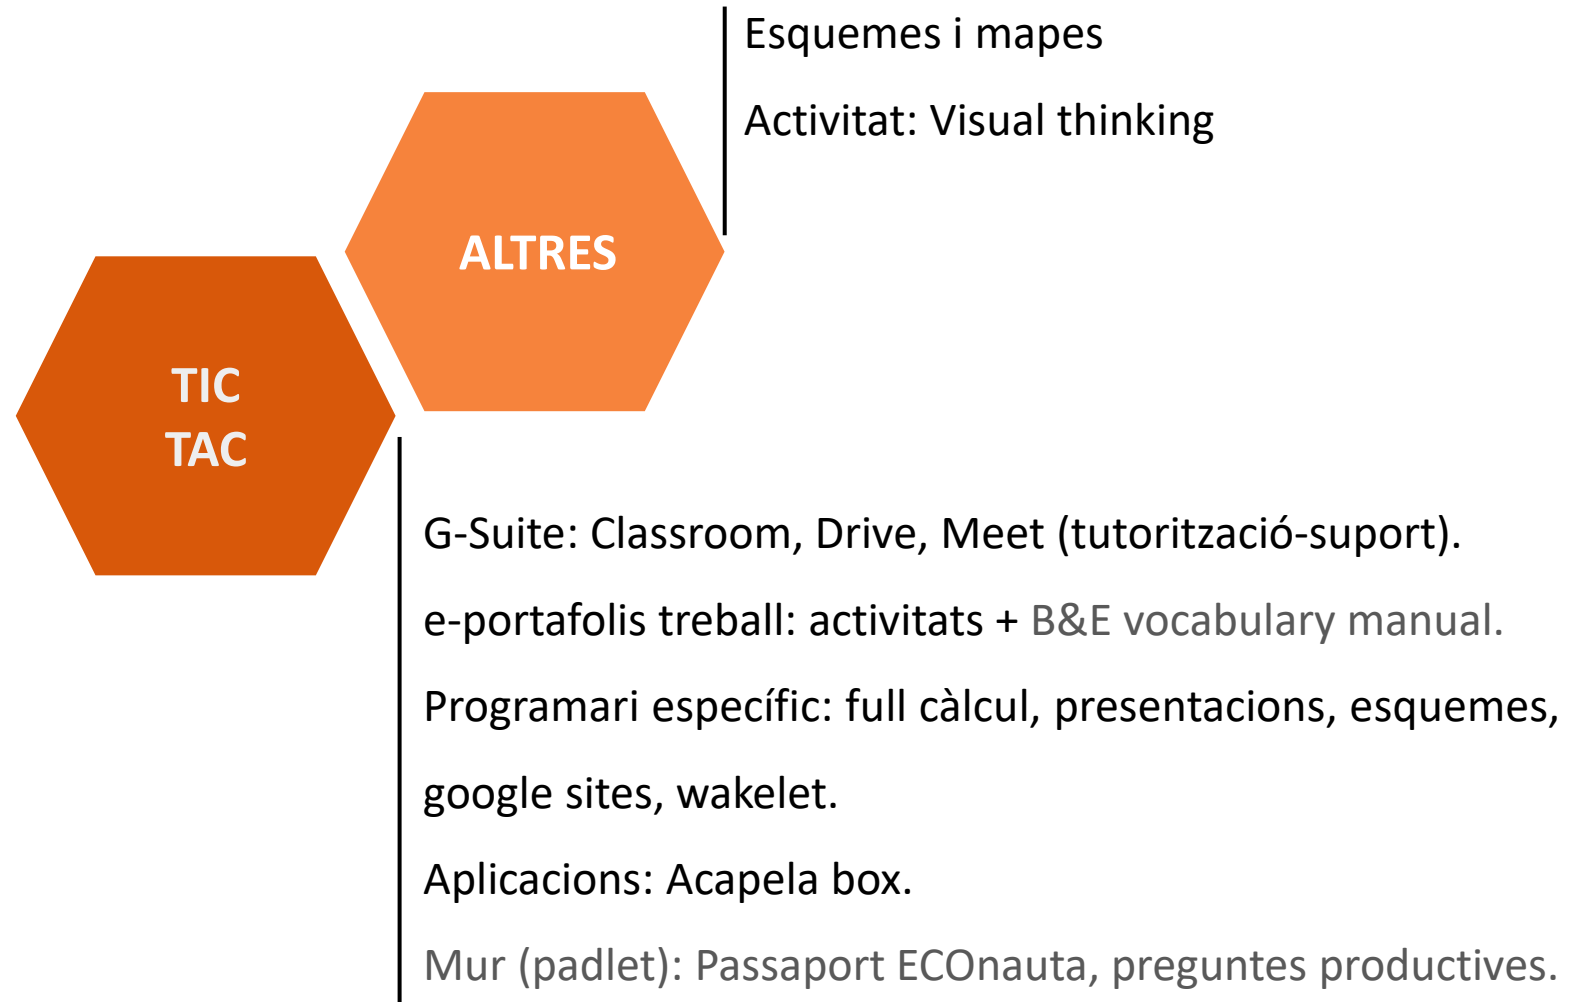 Esquemes i mapes
Activitat: Visual thinking
ALTRES
TIC
TAC
G-Suite: Classroom, Drive, Meet (tutorització-suport).
e-portafolis treball: activitats + B&E vocabulary manual.
Programari específic: full càlcul, presentacions, esquemes,
google sites, wakelet.
Aplicacions: Acapela box.
Mur (padlet): Passaport ECOnauta, preguntes productives.